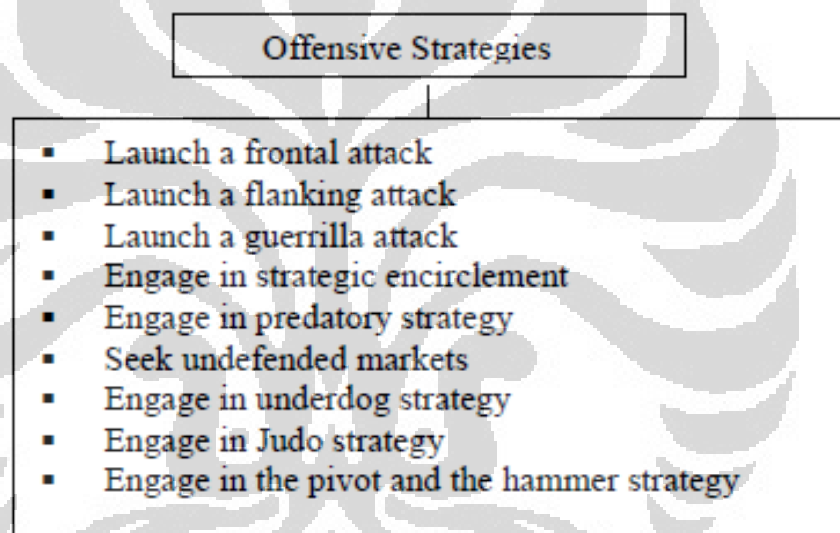 Offensive Strategies
▪ Launch a frontal attack
▪ Launch a flanking attack
▪ Launch a guerrilla attack
▪ Engage in strategic encirclement
▪ Engage in predatory strategy
▪ Seek undefended markets
▪ Engage in underdog strategy
▪ Engage in Judo strategy
▪ Engage in the pivot and the hammer strategy